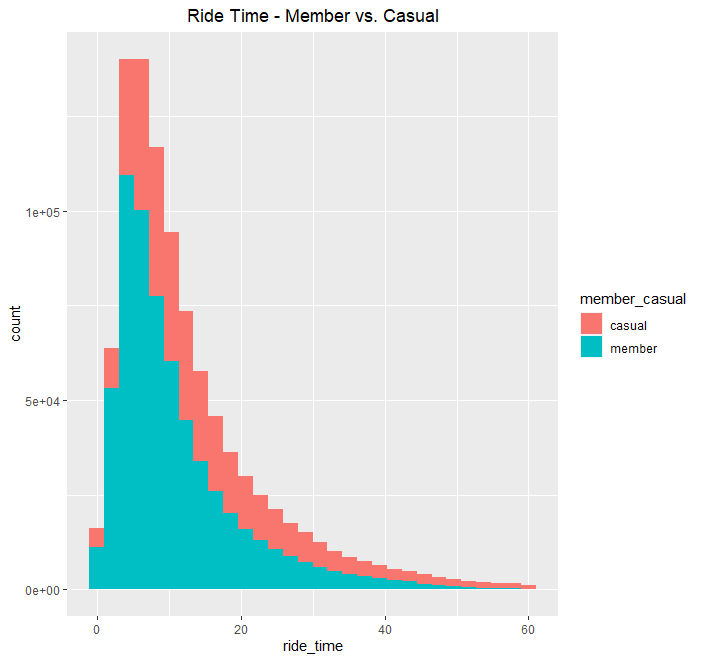 Ride Time - Member vs. Casual
count
1e+05
5e+04
0e+00
0
20
40
60
ride_time
member_casual
casual
member